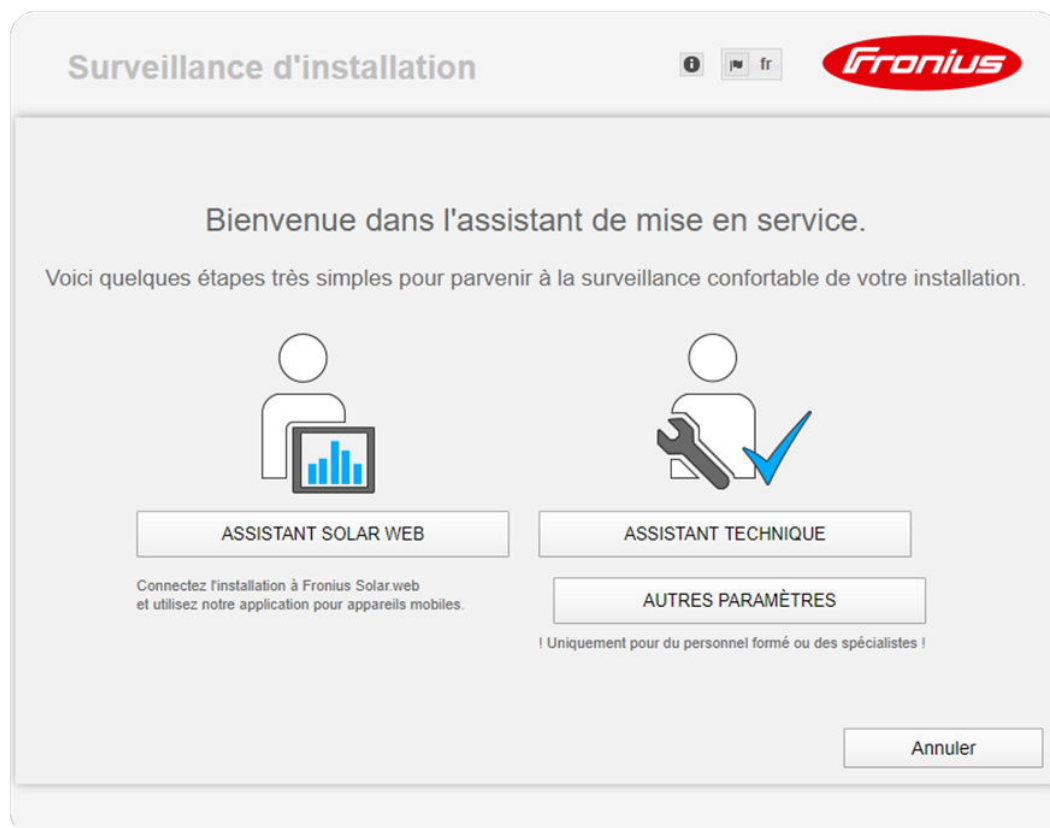 Surveillance d'installation
fr
Fronius
Bienvenue dans l'assistant de mise en service.
Voici quelques étapes très simples pour parvenir à la surveillance confortable de votre installation.
ASSISTANT SOLAR WEB
ASSISTANT TECHNIQUE
Connectez l'installation à Fronius Solar.web
et utilisez notre application pour appareils mobiles.
AUTRES PARAMÈTRES
! Uniquement pour du personnel formé ou des spécialistes !
Annuler